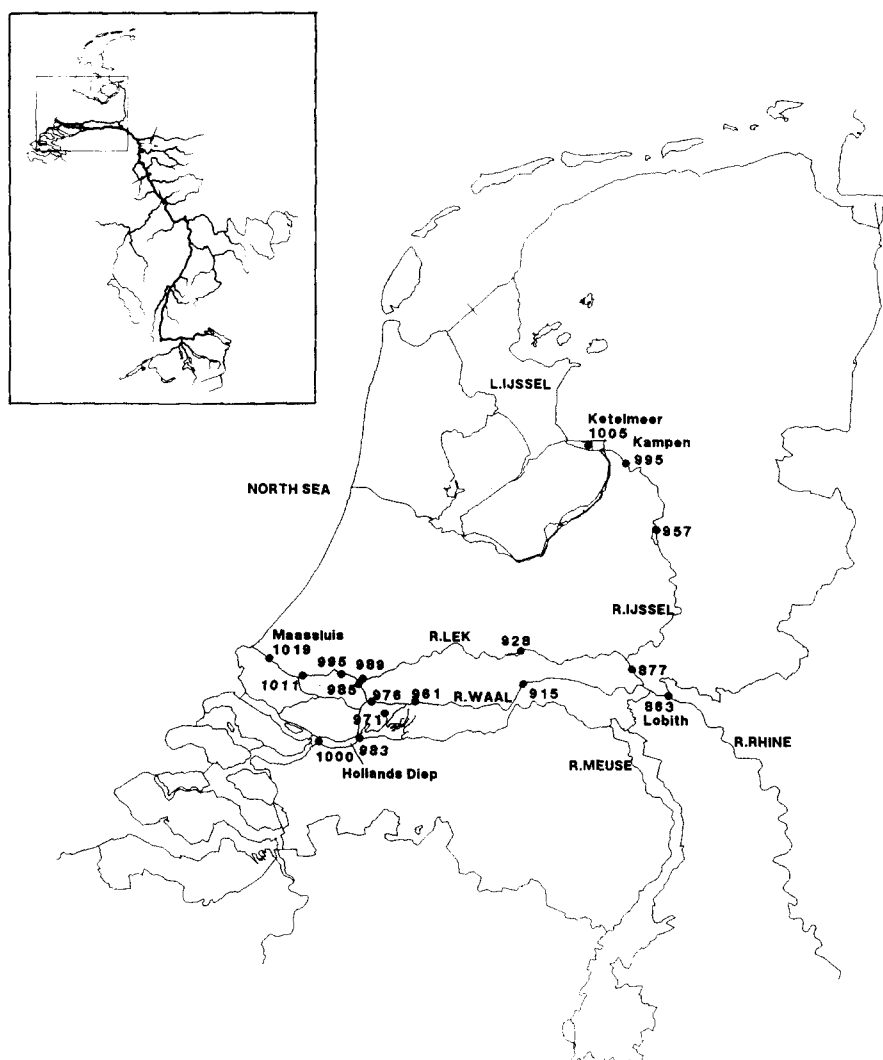 L.IJSSEL
Ketelmeer
1005
Kampen
995
NORTH SEA
957
R.IJSSEL
Maassluis
1019
R.LEK
928
995
989
877
1011
985
976
961
R.WAAL
915
971
863
Lobith
1000
983
R.RHINE
Hollands Diep
R.MEUSE